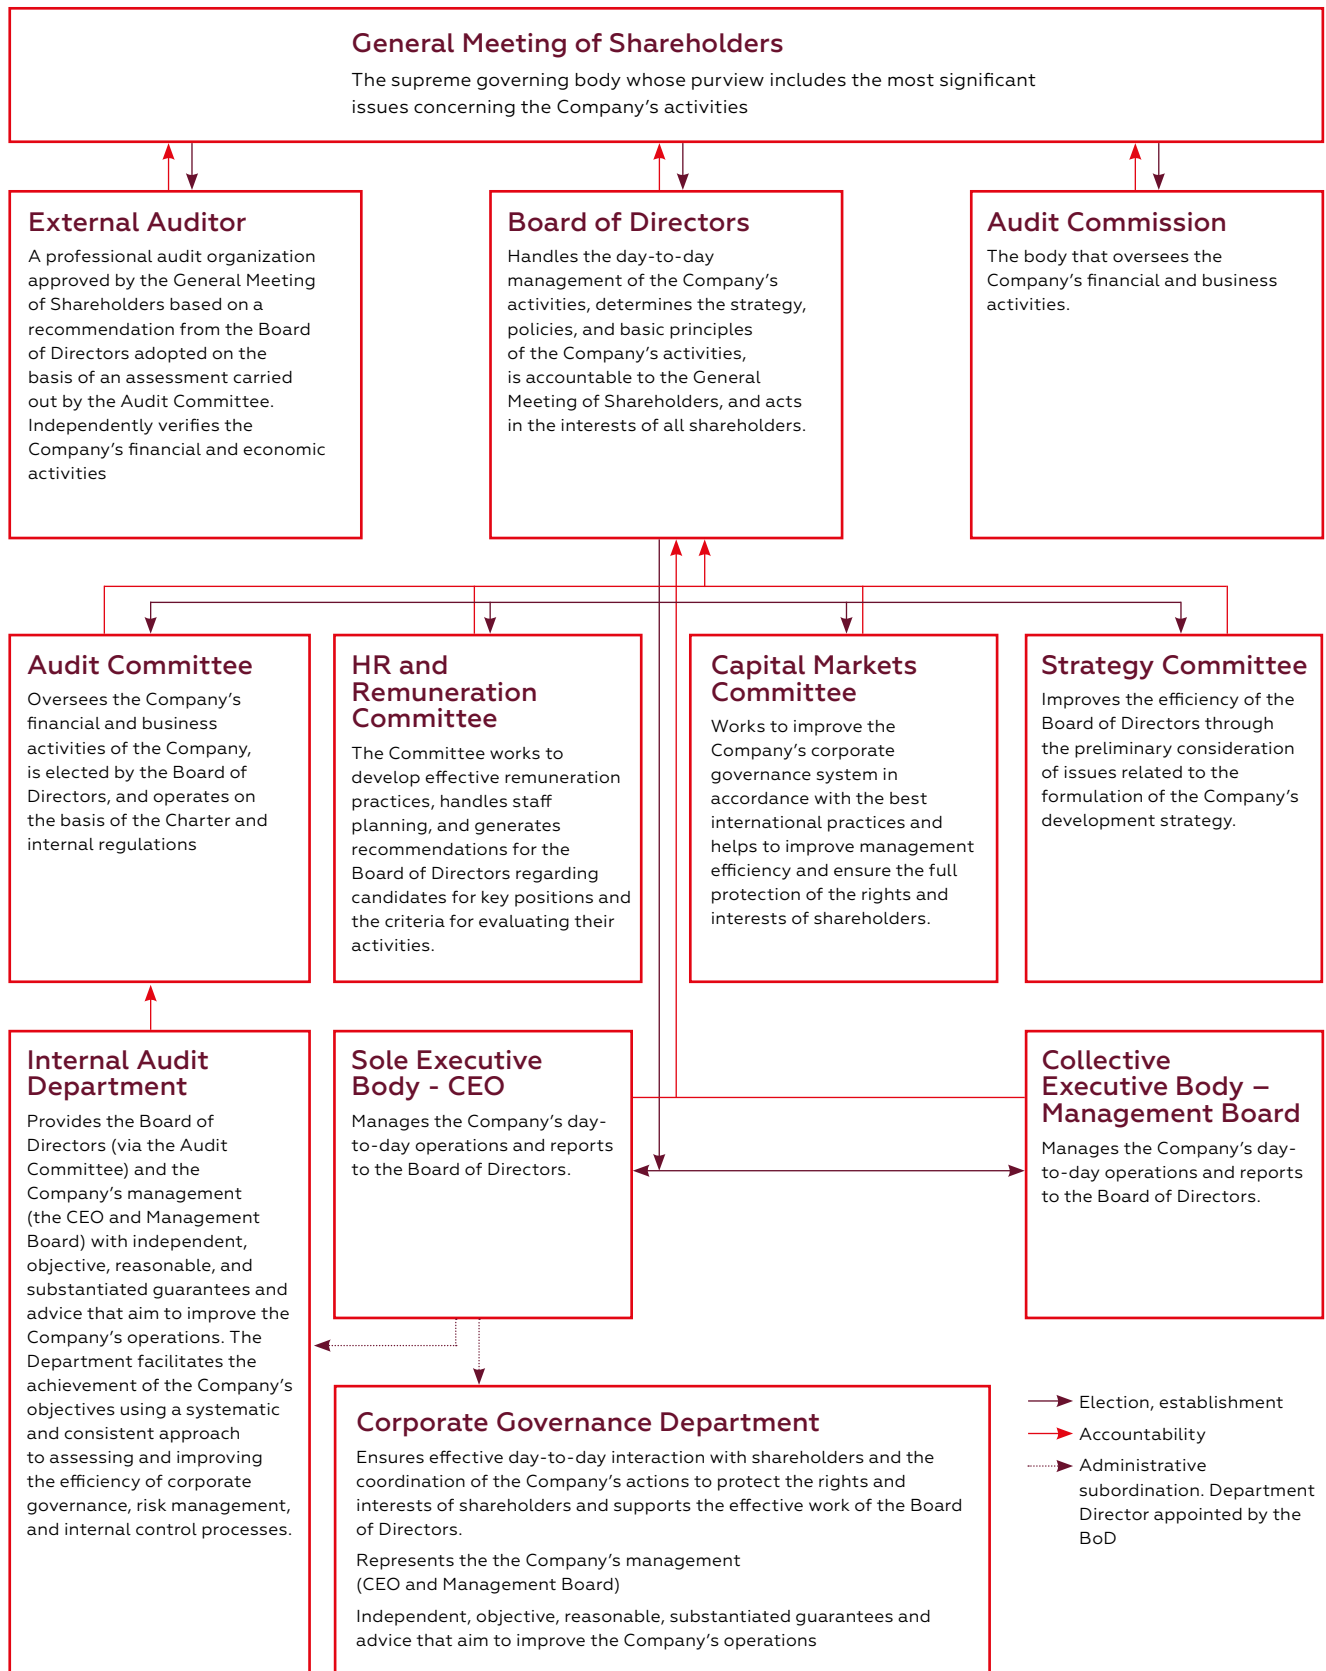 General Meeting of Shareholders
The supreme governing body whose purview includes the most significant
issues concerning the Company’s activities
External Auditor
A professional audit organization
approved by the General Meeting
of Shareholders based on a
recommendation from the Board
of Directors adopted on the
basis of an assessment carried
out by the Audit Committee.
Independently verifies the
Company’s financial and economic
activities
Board of Directors
Handles the day-to-day
management of the Company’s
activities, determines the strategy,
policies, and basic principles
of the Company’s activities,
is accountable to the General
Meeting of Shareholders, and acts
in the interests of all shareholders.
Audit Commission
The body that oversees the
Company’s financial and business
activities.
Audit Committee
Oversees the Company’s
financial and business
activities of the Company,
is elected by the Board of
Directors, and operates on
the basis of the Charter and
internal regulations
HR and
Remuneration
Committee
The Committee works to
develop effective remuneration
practices, handles staff
planning, and generates
recommendations for the
Board of Directors regarding
candidates for key positions and
the criteria for evaluating their
activities.
Capital Markets
Committee
Works to improve the
Company’s corporate
governance system in
accordance with the best
international practices and
helps to improve management
efficiency and ensure the full
protection of the rights and
interests of shareholders.
Strategy Committee
Improves the efficiency of the
Board of Directors through
the preliminary consideration
of issues related to the
formulation of the Company’s
development strategy.
Internal Audit
Department
Provides the Board of
Directors (via the Audit
Committee) and the
Company’s management
(the CEO and Management
Board) with independent,
objective, reasonable, and
substantiated guarantees and
advice that aim to improve the
Company’s operations. The
Department facilitates the
achievement of the Company’s
objectives using a systematic
and consistent approach
to assessing and improving
the efficiency of corporate
governance, risk management,
and internal control processes.
Sole Executive
Body - CEO
Manages the Company’s day-
to-day operations and reports
to the Board of Directors.
Collective
Executive Body –
Management Board
Manages the Company’s day-
to-day operations and reports
to the Board of Directors.
Corporate Governance Department
Ensures effective day-to-day interaction with shareholders and the
coordination of the Company’s actions to protect the rights and
interests of shareholders and supports the effective work of the Board
of Directors.
Represents the the Company’s management
(CEO and Management Board)
Independent, objective, reasonable, substantiated guarantees and
advice that aim to improve the Company’s operations
Election, establishment
Accountability
Administrative
subordination. Department
Director appointed by the
BoD